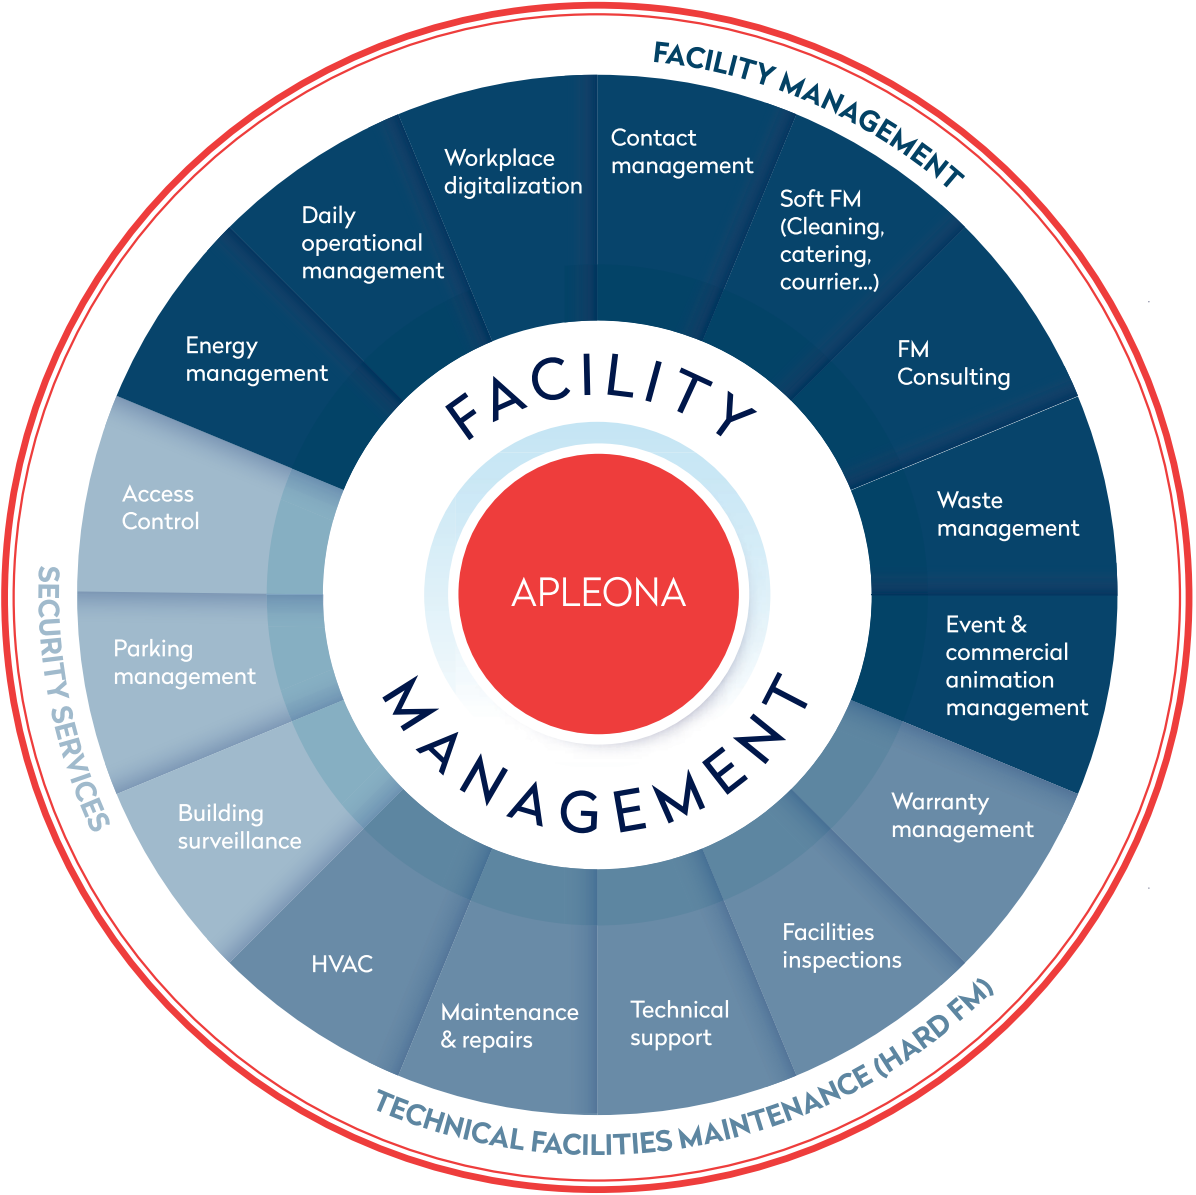 FACILITY MANAGEMENT
Contact
management
Soft FM
(Cleaning,
catering,
courrier...)
FM
Consulting
Waste
management
Event &
commercial
animation
management
Warranty
management
Facilities
inspections
Technical
support
Maintenance
& repairs
HVAC
TECHNICAL FACILITIES MAINTENANCE (HARD FM)
Building
surveillance
Parking
management
Access
Control
SECURITY SERVICES
Energy
management
Daily
operational
management
Workplace
digitalization
FACILITY
APLEONA
MANAGEMENT